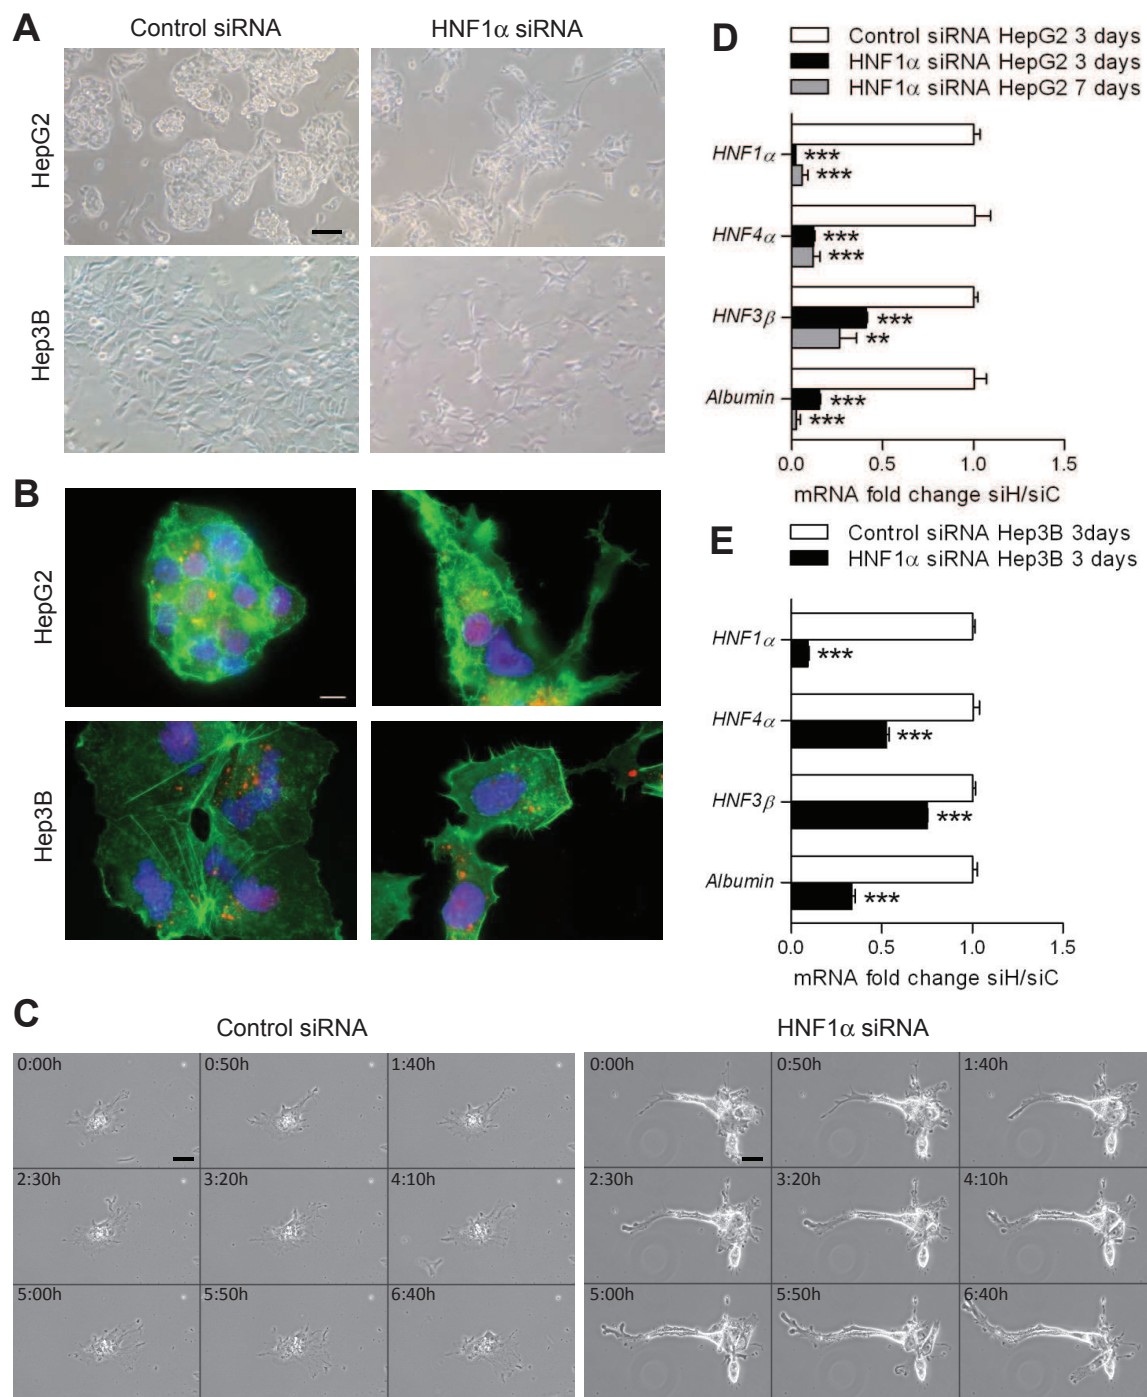 A
Control siRNA
HNF1α siRNA
HepG2
Hep3B
B
HepG2
Hep3B
C
Control siRNA
HNF1α siRNA
0:00h
0:50h
1:40h
2:30h
3:20h
4:10h
5:00h
5:50h
6:40h
0:00h
0:50h
1:40h
2:30h
3:20h
4:10h
5:00h
5:50h
6:40h
D
Control siRNA HepG2 3 days
HNF1α siRNA HepG2 3 days
HNF1α siRNA HepG2 7 days
HNF1α
***
***
HNF4α
***
***
HNF3β
***
**
Albumin
***
***
0.0 0.5 1.0 1.5
mRNA fold change siH/siC
E
Control siRNA Hep3B 3days
HNF1α siRNA Hep3B 3 days
HNF1α
***
HNF4α
***
HNF3β
***
Albumin
***
0.0 0.5 1.0 1.5
mRNA fold change siH/siC